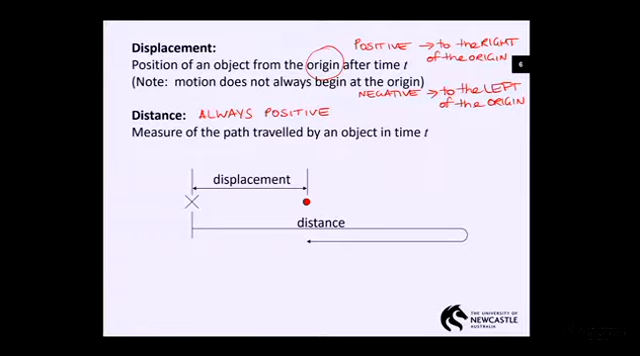 Displacement:
POSITIVE → to the RIGHT
of the ORIGIN
Position of an object from the origin after time t
6
(Note: motion does not always begin at the origin)
NEGATIVE → to the LEFT
of the ORIGIN
Distance: ALWAYS POSITIVE
Measure of the path travelled by an object in time t
displacement
distance
THE UNIVERSITY OF
NEWCASTLE
AUSTRALIA